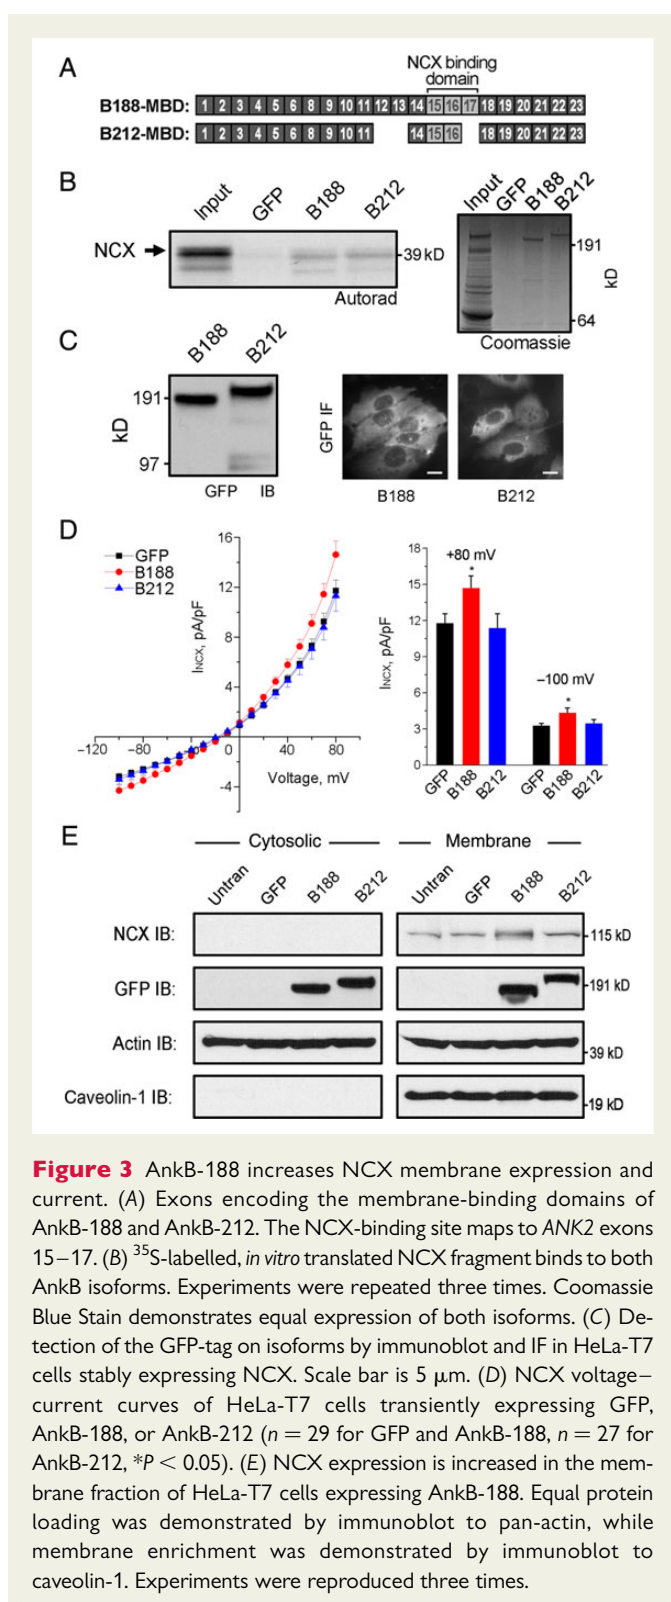 A
NCX binding
domain
B188-MBD: 1 2 3 4 5 6 8 9 10 11 12 13 14 15 16 17 18 19 20 21 22 23
B212-MBD: 1 2 3 4 5 6 8 9 10 11 14 15 16 18 19 20 21 22 23
B
Input GFP B188 B212
NCX
39 kD
Autorad
Input GFP B188 B212
191
64
kD
Coomassie
C
B188 B212
191
97
kD
GFP IB
GFP IF
B188 B212
D
GFP
B188
B212
INCX, pA/pF
16
12
8
4
-4
−120 −80 −40 0 40 80
Voltage, mV
INCX, pA/pF
18
15
12
9
6
3
0
+80 mV
*
−100 mV
*
GFP B188 B212 GFP B188 B212
E
Cytosolic Membrane
Untran GFP B188 B212 Untran GFP B188 B212
NCX IB: 115 kD
GFP IB: 191 kD
Actin IB: 39 kD
Caveolin-1 IB: 19 kD
Figure 3 AnkB-188 increases NCX membrane expression and
current. (A) Exons encoding the membrane-binding domains of
AnkB-188 and AnkB-212. The NCX-binding site maps to ANK2 exons
15–17. (B) 35S-labelled, in vitro translated NCX fragment binds to both
AnkB isoforms. Experiments were repeated three times. Coomassie
Blue Stain demonstrates equal expression of both isoforms. (C) De-
tection of the GFP-tag on isoforms by immunoblot and IF in HeLa-T7
cells stably expressing NCX. Scale bar is 5 μm. (D) NCX voltage–
current curves of HeLa-T7 cells transiently expressing GFP,
AnkB-188, or AnkB-212 (n = 29 for GFP and AnkB-188, n = 27 for
AnkB-212, *P < 0.05). (E) NCX expression is increased in the mem-
brane fraction of HeLa-T7 cells expressing AnkB-188. Equal protein
loading was demonstrated by immunoblot to pan-actin, while
membrane enrichment was demonstrated by immunoblot to
caveolin-1. Experiments were reproduced three times.